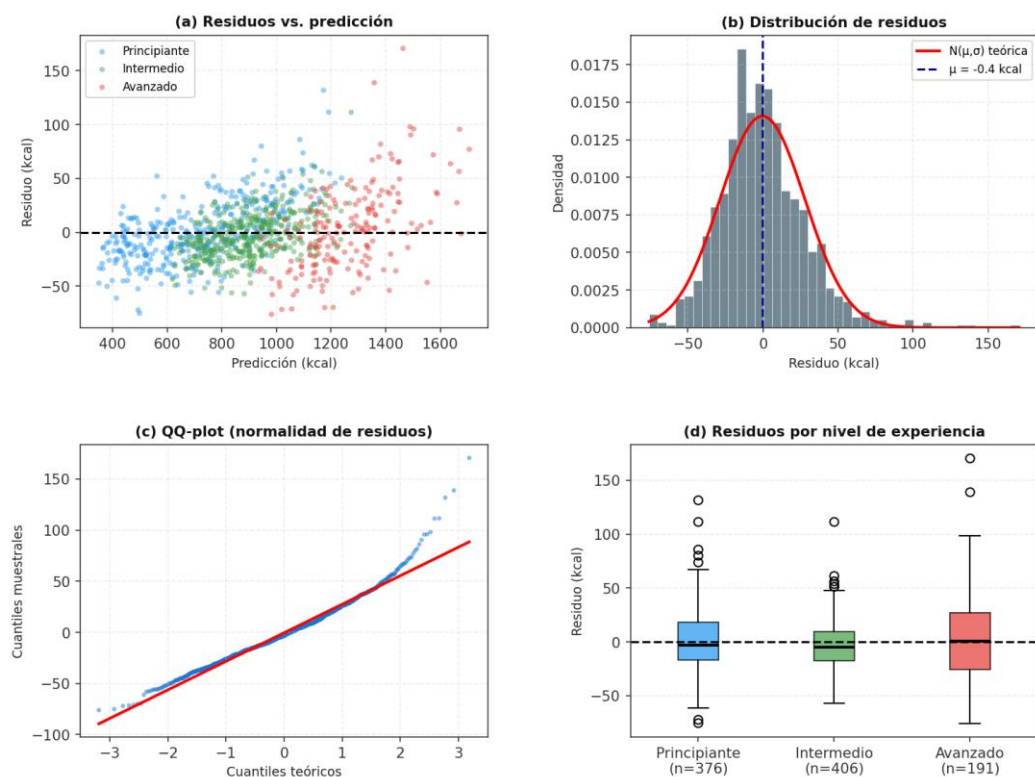 (a) Residuos vs. predicción
Residuo (kcal)
150
100
50
0
−50
Principiante
Intermedio
Avanzado
400 600 800 1000 1200 1400 1600
Predicción (kcal)
(b) Distribución de residuos
Densidad
0.0175
0.0150
0.0125
0.0100
0.0075
0.0050
0.0025
0.0000
N(μ,σ) teórica
μ = -0.4 kcal
−50 0 50 100 150
Residuo (kcal)
(c) QQ-plot (normalidad de residuos)
Cuantiles muestrales
150
100
50
0
−50
−100
−3 −2 −1 0 1 2 3
Cuantiles teóricos
(d) Residuos por nivel de experiencia
Residuo (kcal)
150
100
50
0
−50
Principiante Intermedio Avanzado
(n=376) (n=406) (n=191)